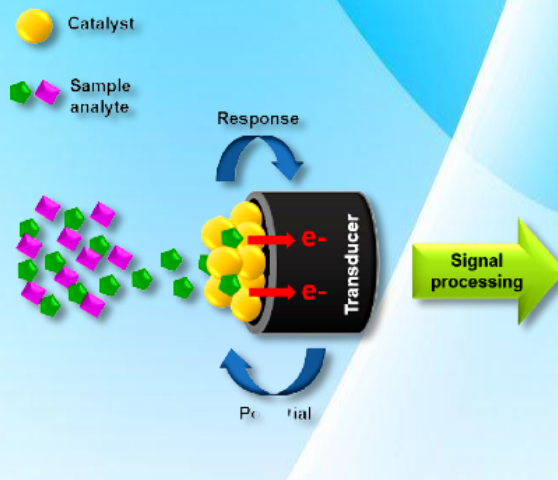 Catalyst
Sample
analyte
Response
e-
e-
Transducer
Signal
processing